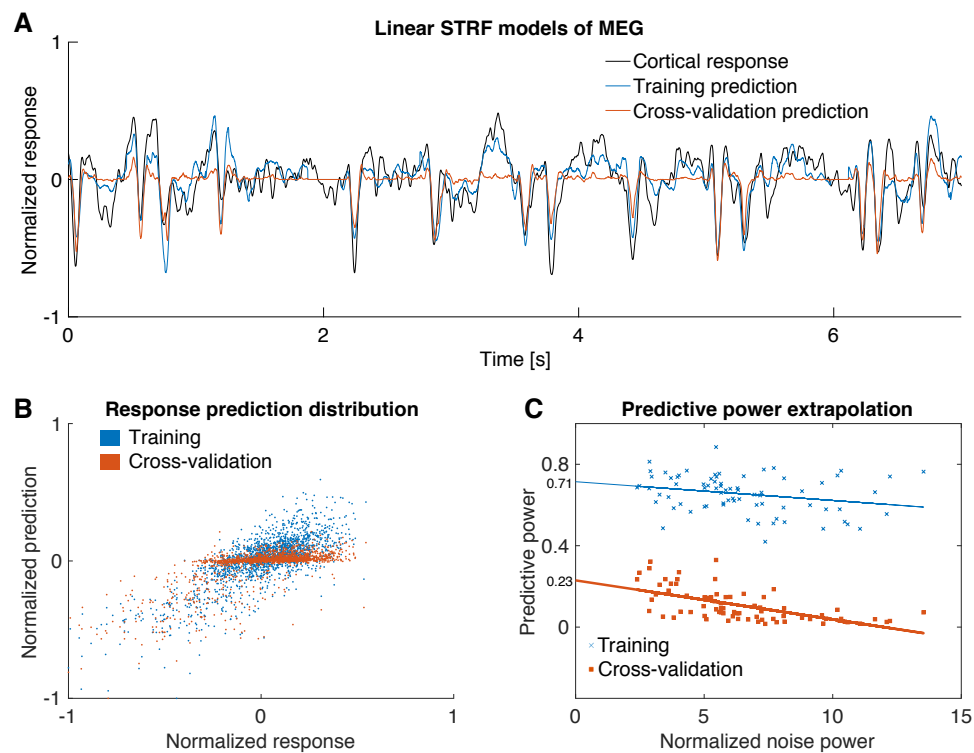 A
Linear STRF models of MEG
1
0
-1
Normalized response
Cortical response
Training prediction
Cross-validation prediction
0
2
4
6
Time [s]
B
Response prediction distribution
1
0
-1
Normalized prediction
Training
Cross-validation
-1
0
1
Normalized response
C
Predictive power extrapolation
0.8
0.71
0.4
0.23
0
Predictive power
Training
Cross-validation
0
5
10
15
Normalized noise power